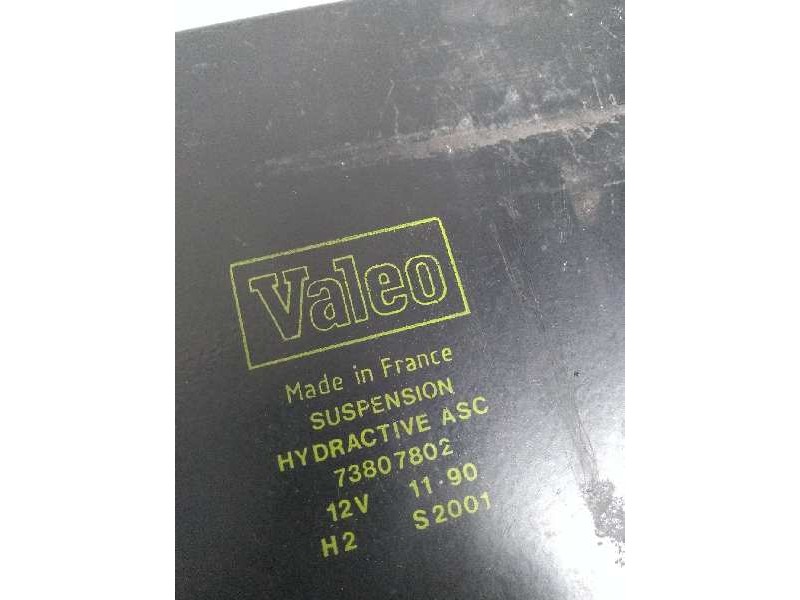 Valeo
Made in France
SUSPENSION
HYDRACTIVE ASC
73807802
12V 11·90
H2 S2001